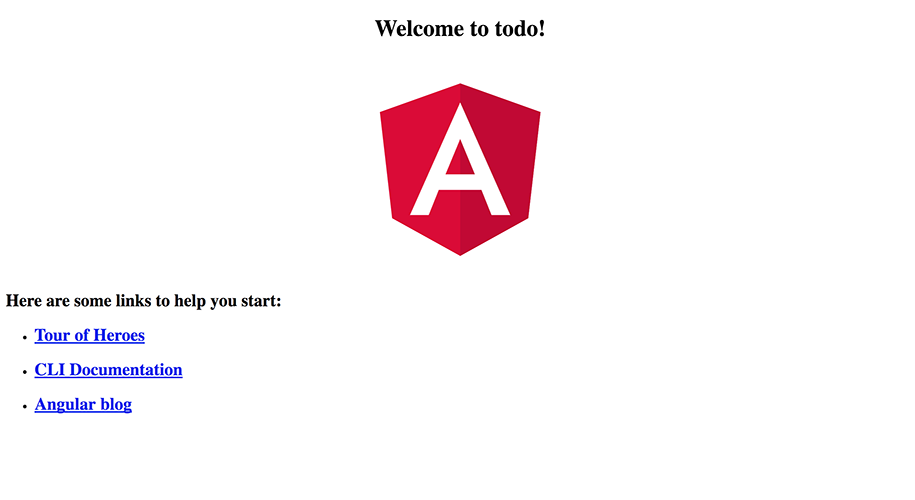 Welcome to todo!
A
Here are some links to help you start:
Tour of Heroes
CLI Documentation
Angular blog